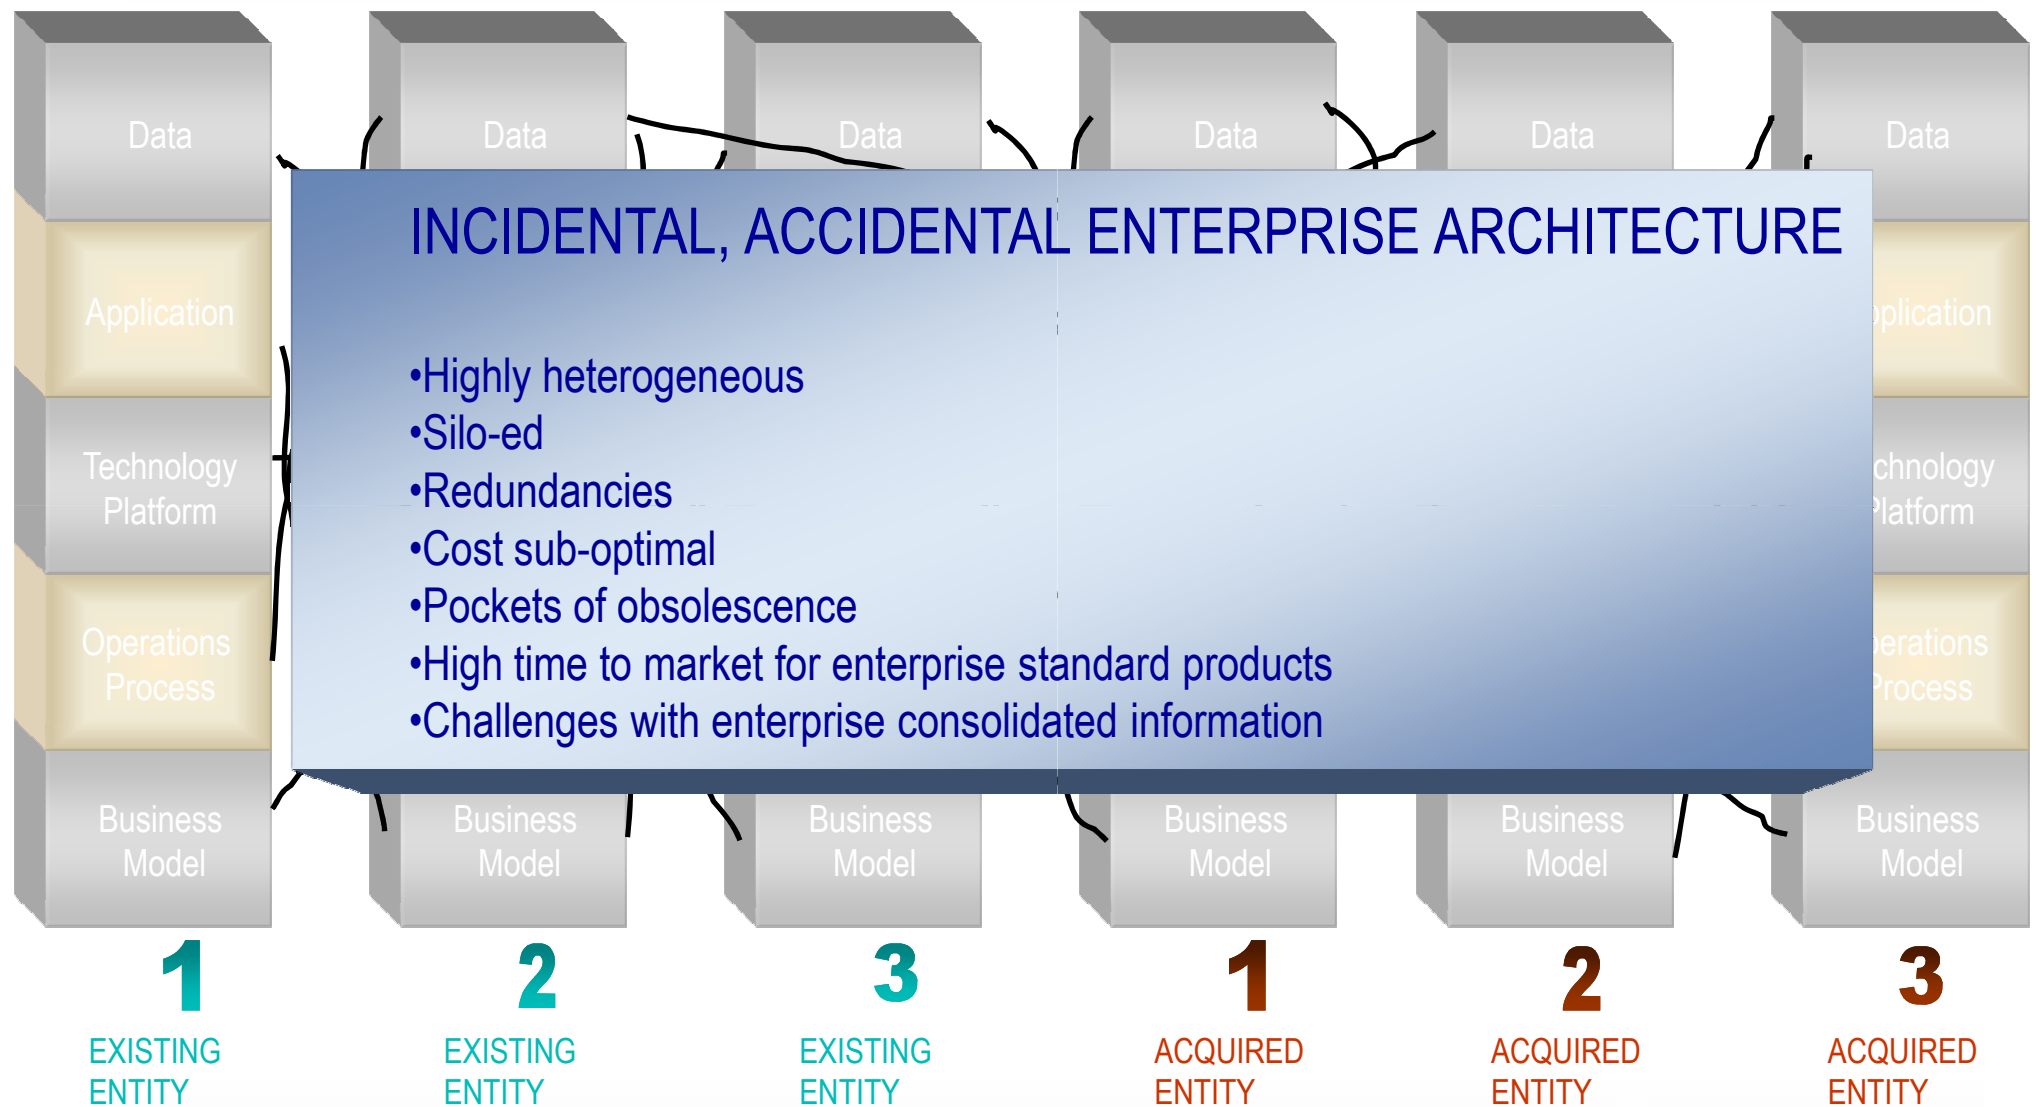 Data
Data
Data
Data
Data
Data
INCIDENTAL, ACCIDENTAL ENTERPRISE ARCHITECTURE
Application
plication
•Highly heterogeneous
•Silo-ed
•Redundancies
•Cost sub-optimal
•Pockets of obsolescence
•High time to market for enterprise standard products
•Challenges with enterprise consolidated information
Technology
Platform
chnology
Platform
Operations
Process
erations
Process
Business
Model
Business
Model
Business
Model
Business
Model
Business
Model
Business
Model
1
EXISTING
ENTITY
2
EXISTING
ENTITY
3
EXISTING
ENTITY
1
ACQUIRED
ENTITY
2
ACQUIRED
ENTITY
3
ACQUIRED
ENTITY